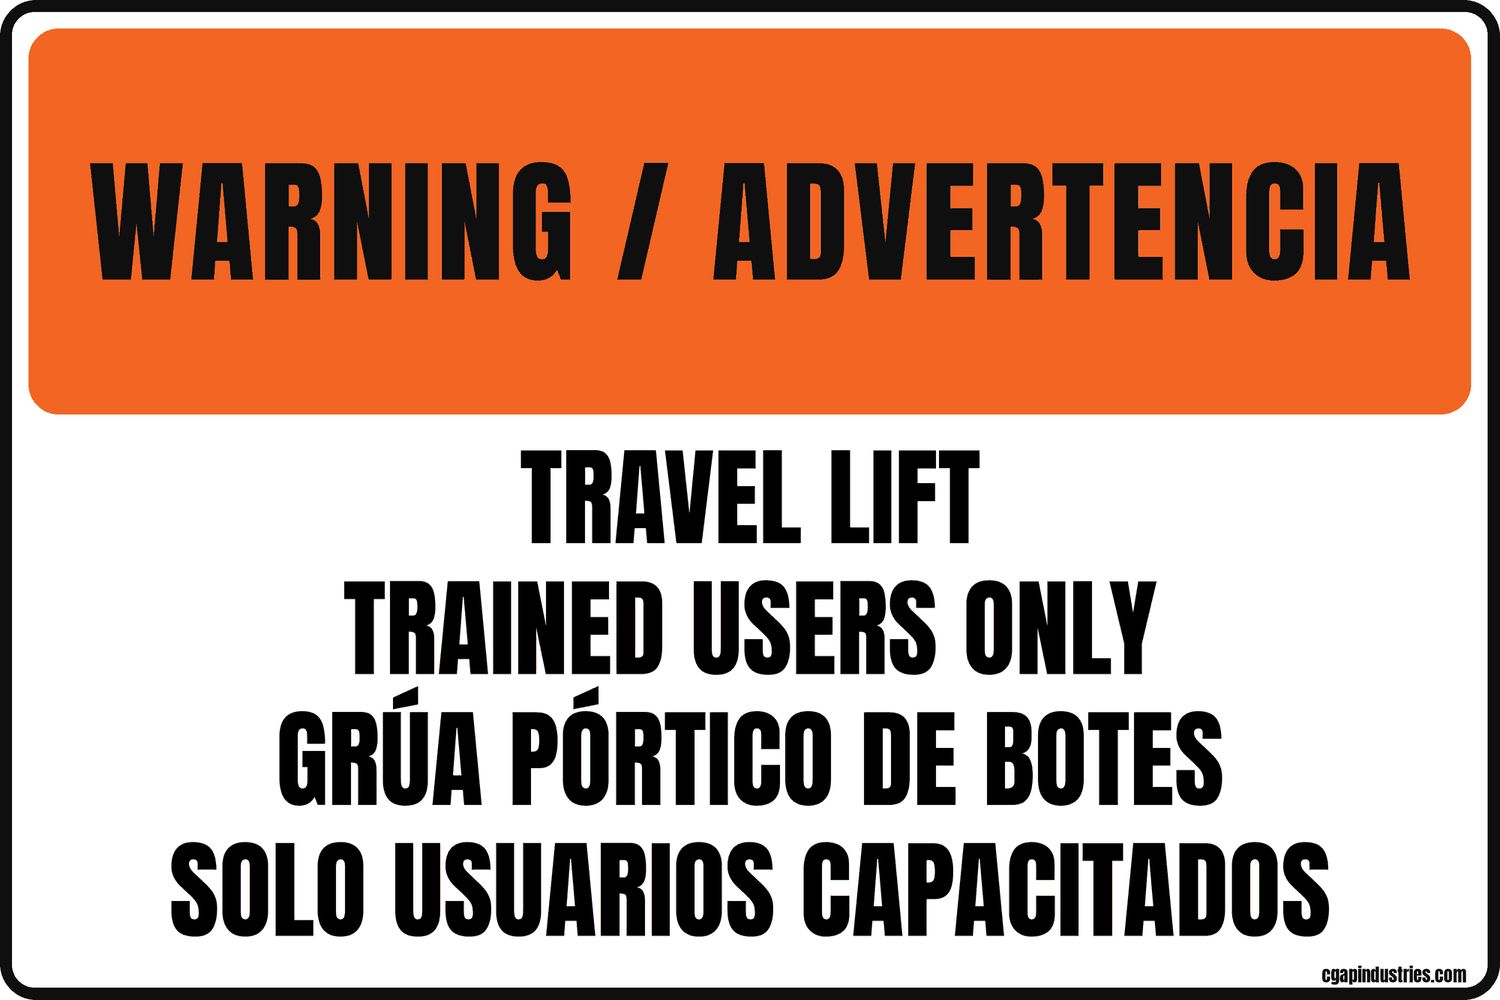 WARNING / ADVERTENCIA
TRAVEL LIFT
TRAINED USERS ONLY
GRÚA PÓRTICO DE BOTES
SOLO USUARIOS CAPACITADOS
cgapindustries.com